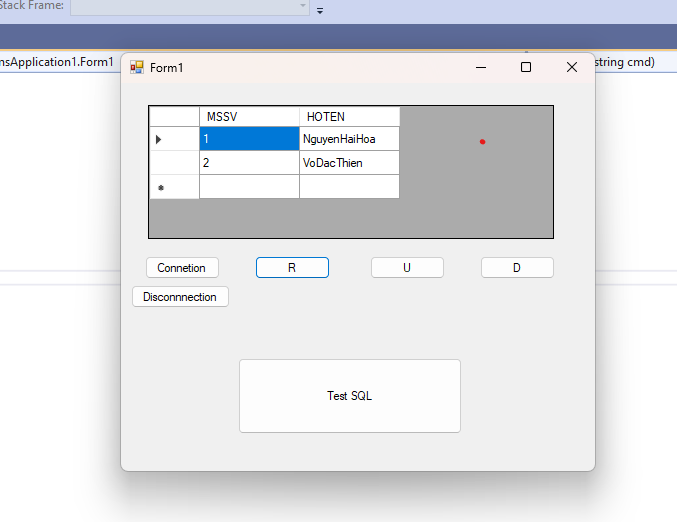 Stack Frame:
nsApplication1.Form1
string cmd)
Form1
MSSV HOTEN
1 NguyenHaiHoa
2 VoDacThien
Connetion R U D
Disconnnection
Test SQL